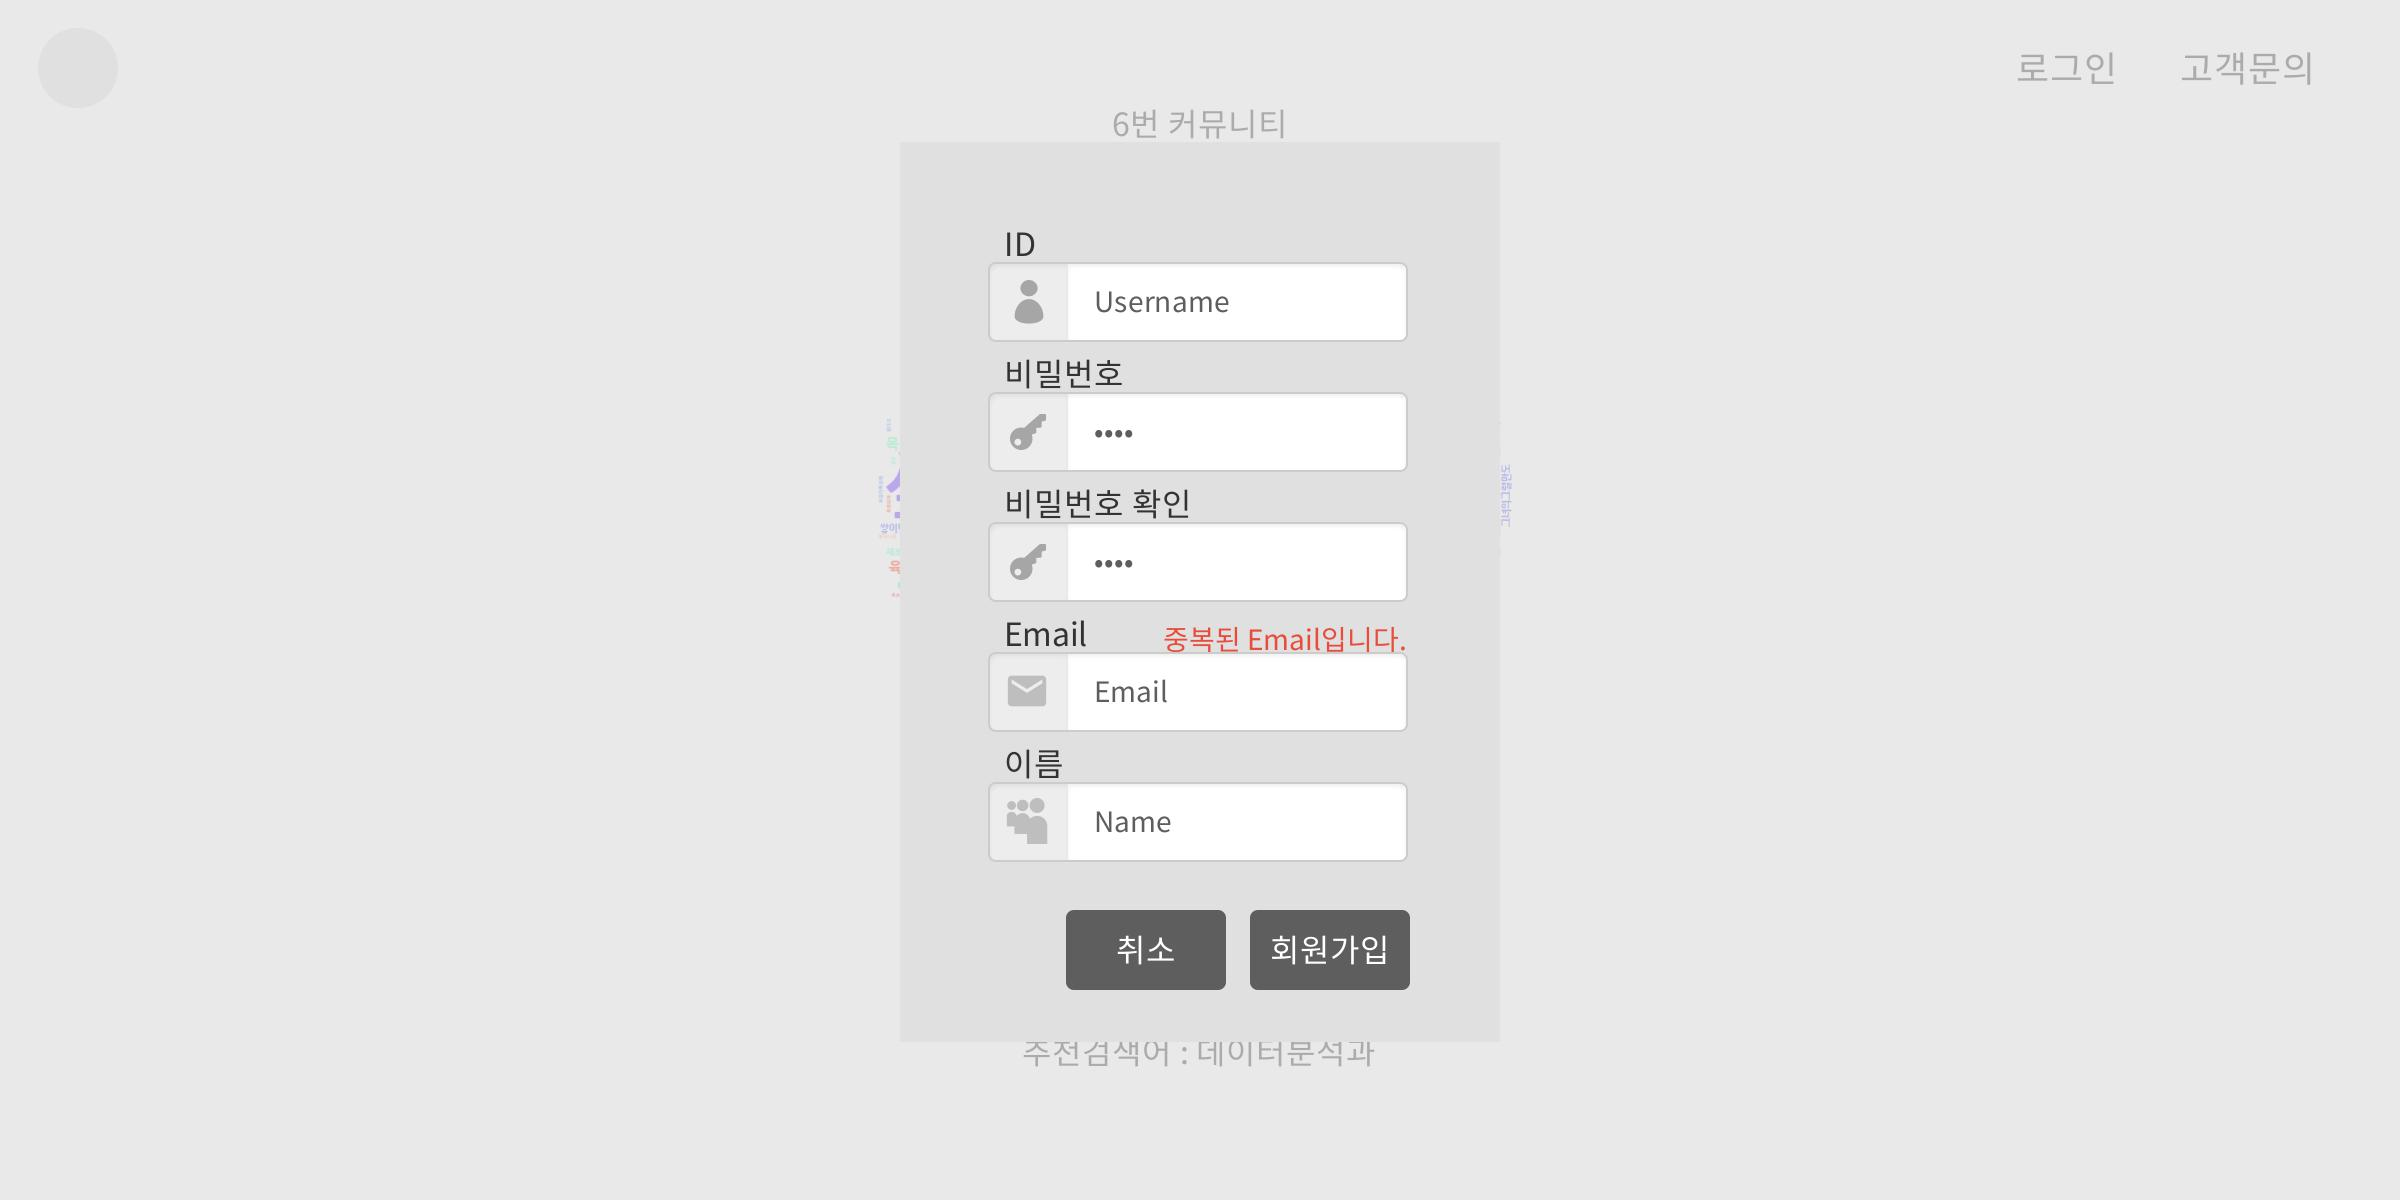 로그인 고객문의
6번 커뮤니티
ID
Username
비밀번호
••••
비밀번호 확인
••••
Email 중복된 Email입니다.
Email
이름
Name
취소 회원가입
추천검색어 : 데이터분석과